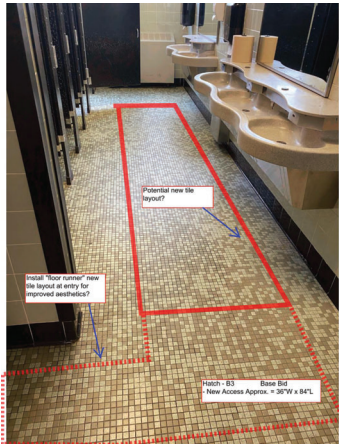 Potential new tile
layout?
Install "floor runner" new
tile layout at entry for
improved aesthetics?
Hatch - B3 Base Bid
- New Access Approx. = 36"W x 84"L